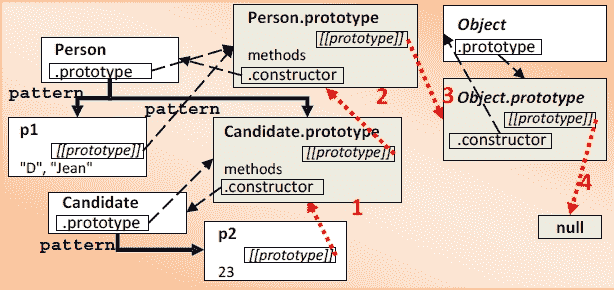 Person
.prototype
pattern
Person.prototype
[[prototype]]
methods
.constructor
2
Object
.prototype
3
Object.prototype
[[prototype]]
.constructor
4
null
p1
[[prototype]]
"D", "Jean"
pattern
Candidate.prototype
[[prototype]]
methods
.constructor
1
Candidate
.prototype
pattern
p2
[[prototype]]
23